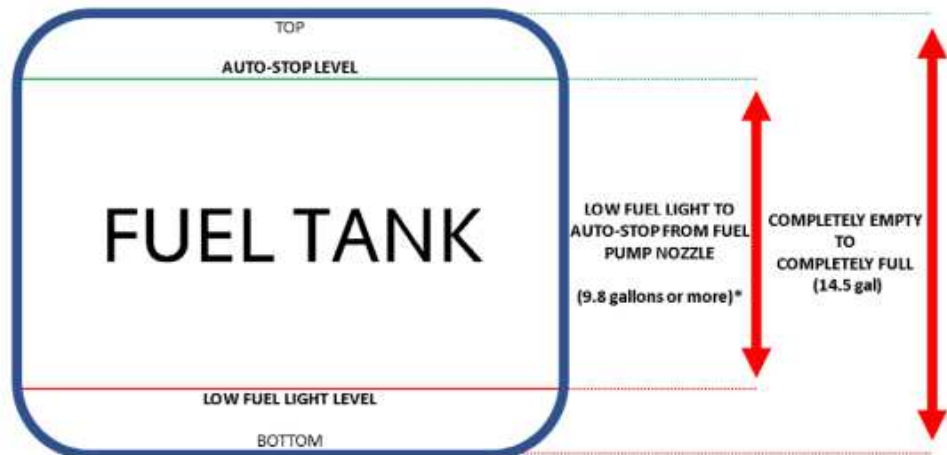 TOP
AUTO-STOP LEVEL
FUEL TANK
LOW FUEL LIGHT TO
AUTO-STOP FROM FUEL
PUMP NOZZLE
(9.8 gallons or more)*
COMPLETELY EMPTY
TO
COMPLETELY FULL
(14.5 gal)
LOW FUEL LIGHT LEVEL
BOTTOM